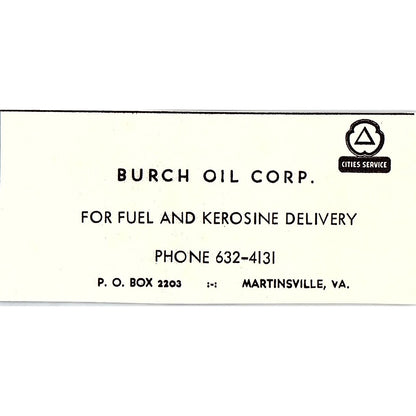 CITIES SERVICE
BURCH OIL CORP.
FOR FUEL AND KEROSINE DELIVERY
PHONE 632-4131
P. O. BOX 2203 :-: MARTINSVILLE, VA.